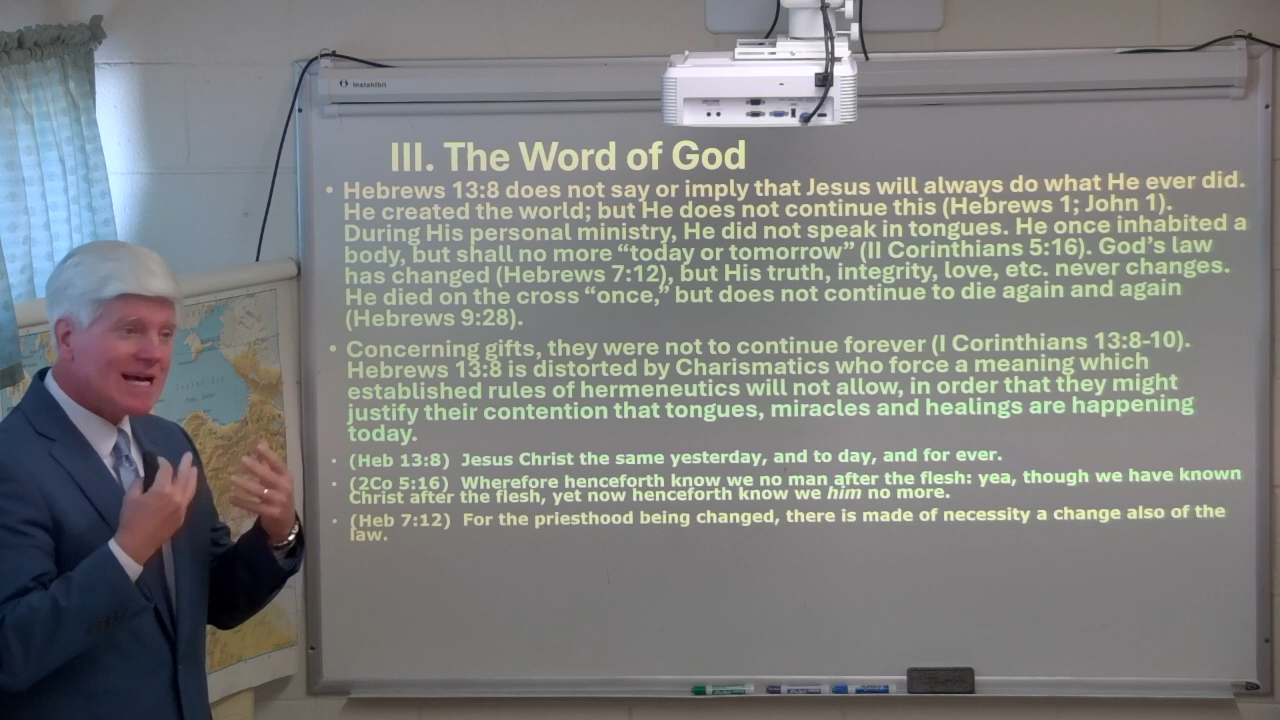 Instahibit
III. The Word of God
• Hebrews 13:8 does not say or imply that Jesus will always do what He ever did.
He created the world; but He does not continue this (Hebrews 1; John 1).
During His personal ministry, He did not speak in tongues. He once inhabited a
body, but shall no more “today or tomorrow” (II Corinthians 5:16). God’s law
has changed (Hebrews 7:12), but His truth, integrity, love, etc. never changes.
He died on the cross “once,” but does not continue to die again and again
(Hebrews 9:28).
• Concerning gifts, they were not to continue forever (I Corinthians 13:8-10).
Hebrews 13:8 is distorted by Charismatics who force a meaning which
established rules of hermeneutics will not allow, in order that they might
justify their contention that tongues, miracles and healings are happening
today.
• (Heb 13:8) Jesus Christ the same yesterday, and to day, and for ever.
• (2Co 5:16) Wherefore henceforth know we no man after the flesh: yea, though we have known
Christ after the flesh, yet now henceforth know we him no more.
• (Heb 7:12) For the priesthood being changed, there is made of necessity a change also of the
law.